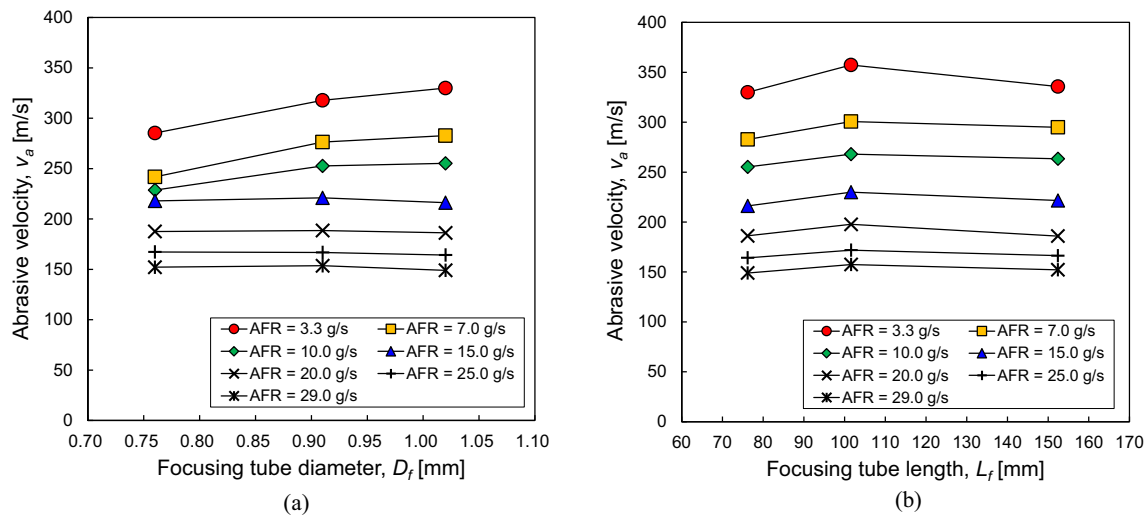 400
350
300
250
200
150
100
50
0
Abrasive velocity, v_a [m/s]
AFR = 3.3 g/s AFR = 7.0 g/s
AFR = 10.0 g/s AFR = 15.0 g/s
AFR = 20.0 g/s AFR = 25.0 g/s
AFR = 29.0 g/s
0.70 0.75 0.80 0.85 0.90 0.95 1.00 1.05 1.10
Focusing tube diameter, D_f [mm]
(a)
400
350
300
250
200
150
100
50
0
Abrasive velocity, v_a [m/s]
AFR = 3.3 g/s AFR = 7.0 g/s
AFR = 10.0 g/s AFR = 15.0 g/s
AFR = 20.0 g/s AFR = 25.0 g/s
AFR = 29.0 g/s
60 70 80 90 100 110 120 130 140 150 160 170
Focusing tube length, L_f [mm]
(b)